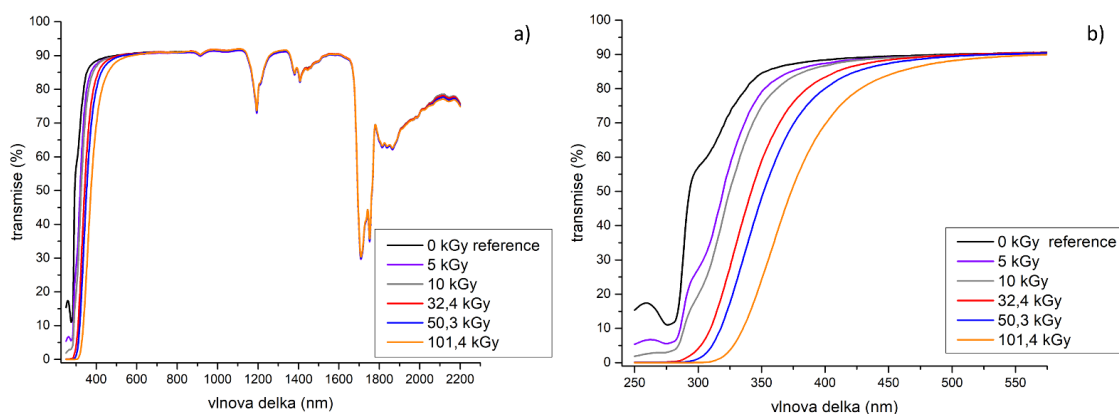 a)
transmise (%)
100
90
80
70
60
50
40
30
20
10
0
400 600 800 1000 1200 1400 1600 1800 2000 2200
vlnova delka (nm)
0 kGy reference
5 kGy
10 kGy
32,4 kGy
50,3 kGy
101,4 kGy
b)
transmise (%)
100
90
80
70
60
50
40
30
20
10
0
250 300 350 400 450 500 550
vlnova delka (nm)
0 kGy reference
5 kGy
10 kGy
32,4 kGy
50,3 kGy
101,4 kGy